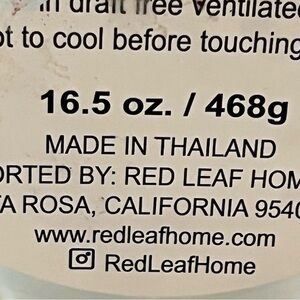 in draft free ventilated
ot to cool before touching
16.5 oz. / 468g
MADE IN THAILAND
ORTED BY: RED LEAF HOM
TA ROSA, CALIFORNIA 9540
www.redleafhome.com
RedLeafHome